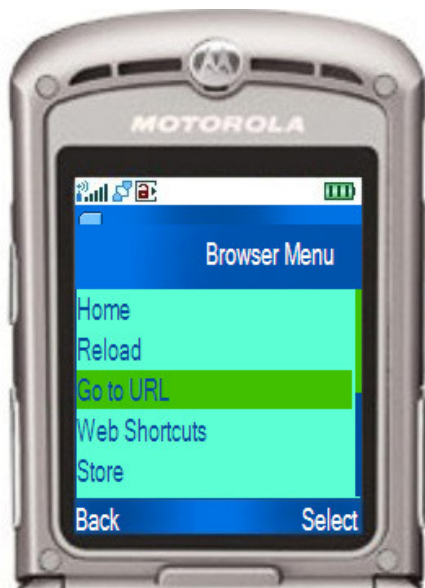 MOTOROLA
Browser Menu
Home
Reload
Go to URL
Web Shortcuts
Store
Back Select